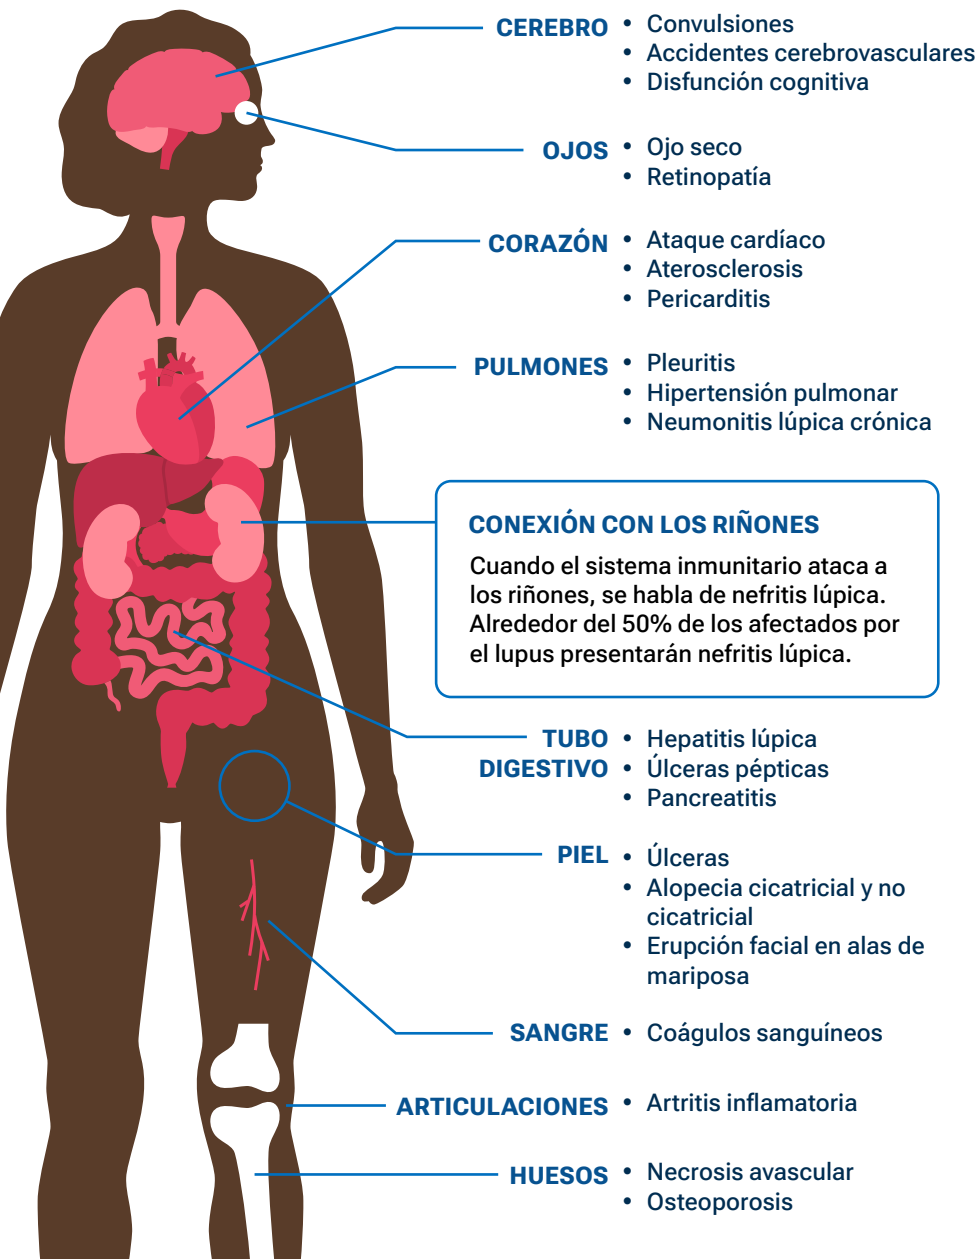 CEREBRO
• Convulsiones
• Accidentes cerebrovasculares
• Disfunción cognitiva
OJOS
• Ojo seco
• Retinopatía
CORAZÓN
• Ataque cardíaco
• Aterosclerosis
• Pericarditis
PULMONES
• Pleuritis
• Hipertensión pulmonar
• Neumonitis lúpica crónica
CONEXIÓN CON LOS RIÑONES
Cuando el sistema inmunitario ataca a
los riñones, se habla de nefritis lúpica.
Alrededor del 50% de los afectados por
el lupus presentarán nefritis lúpica.
TUBO
DIGESTIVO
• Hepatitis lúpica
• Úlceras pépticas
• Pancreatitis
PIEL
• Úlceras
• Alopecia cicatricial y no
cicatricial
• Erupción facial en alas de
mariposa
SANGRE
• Coágulos sanguíneos
ARTICULACIONES
• Artritis inflamatoria
HUESOS
• Necrosis avascular
• Osteoporosis